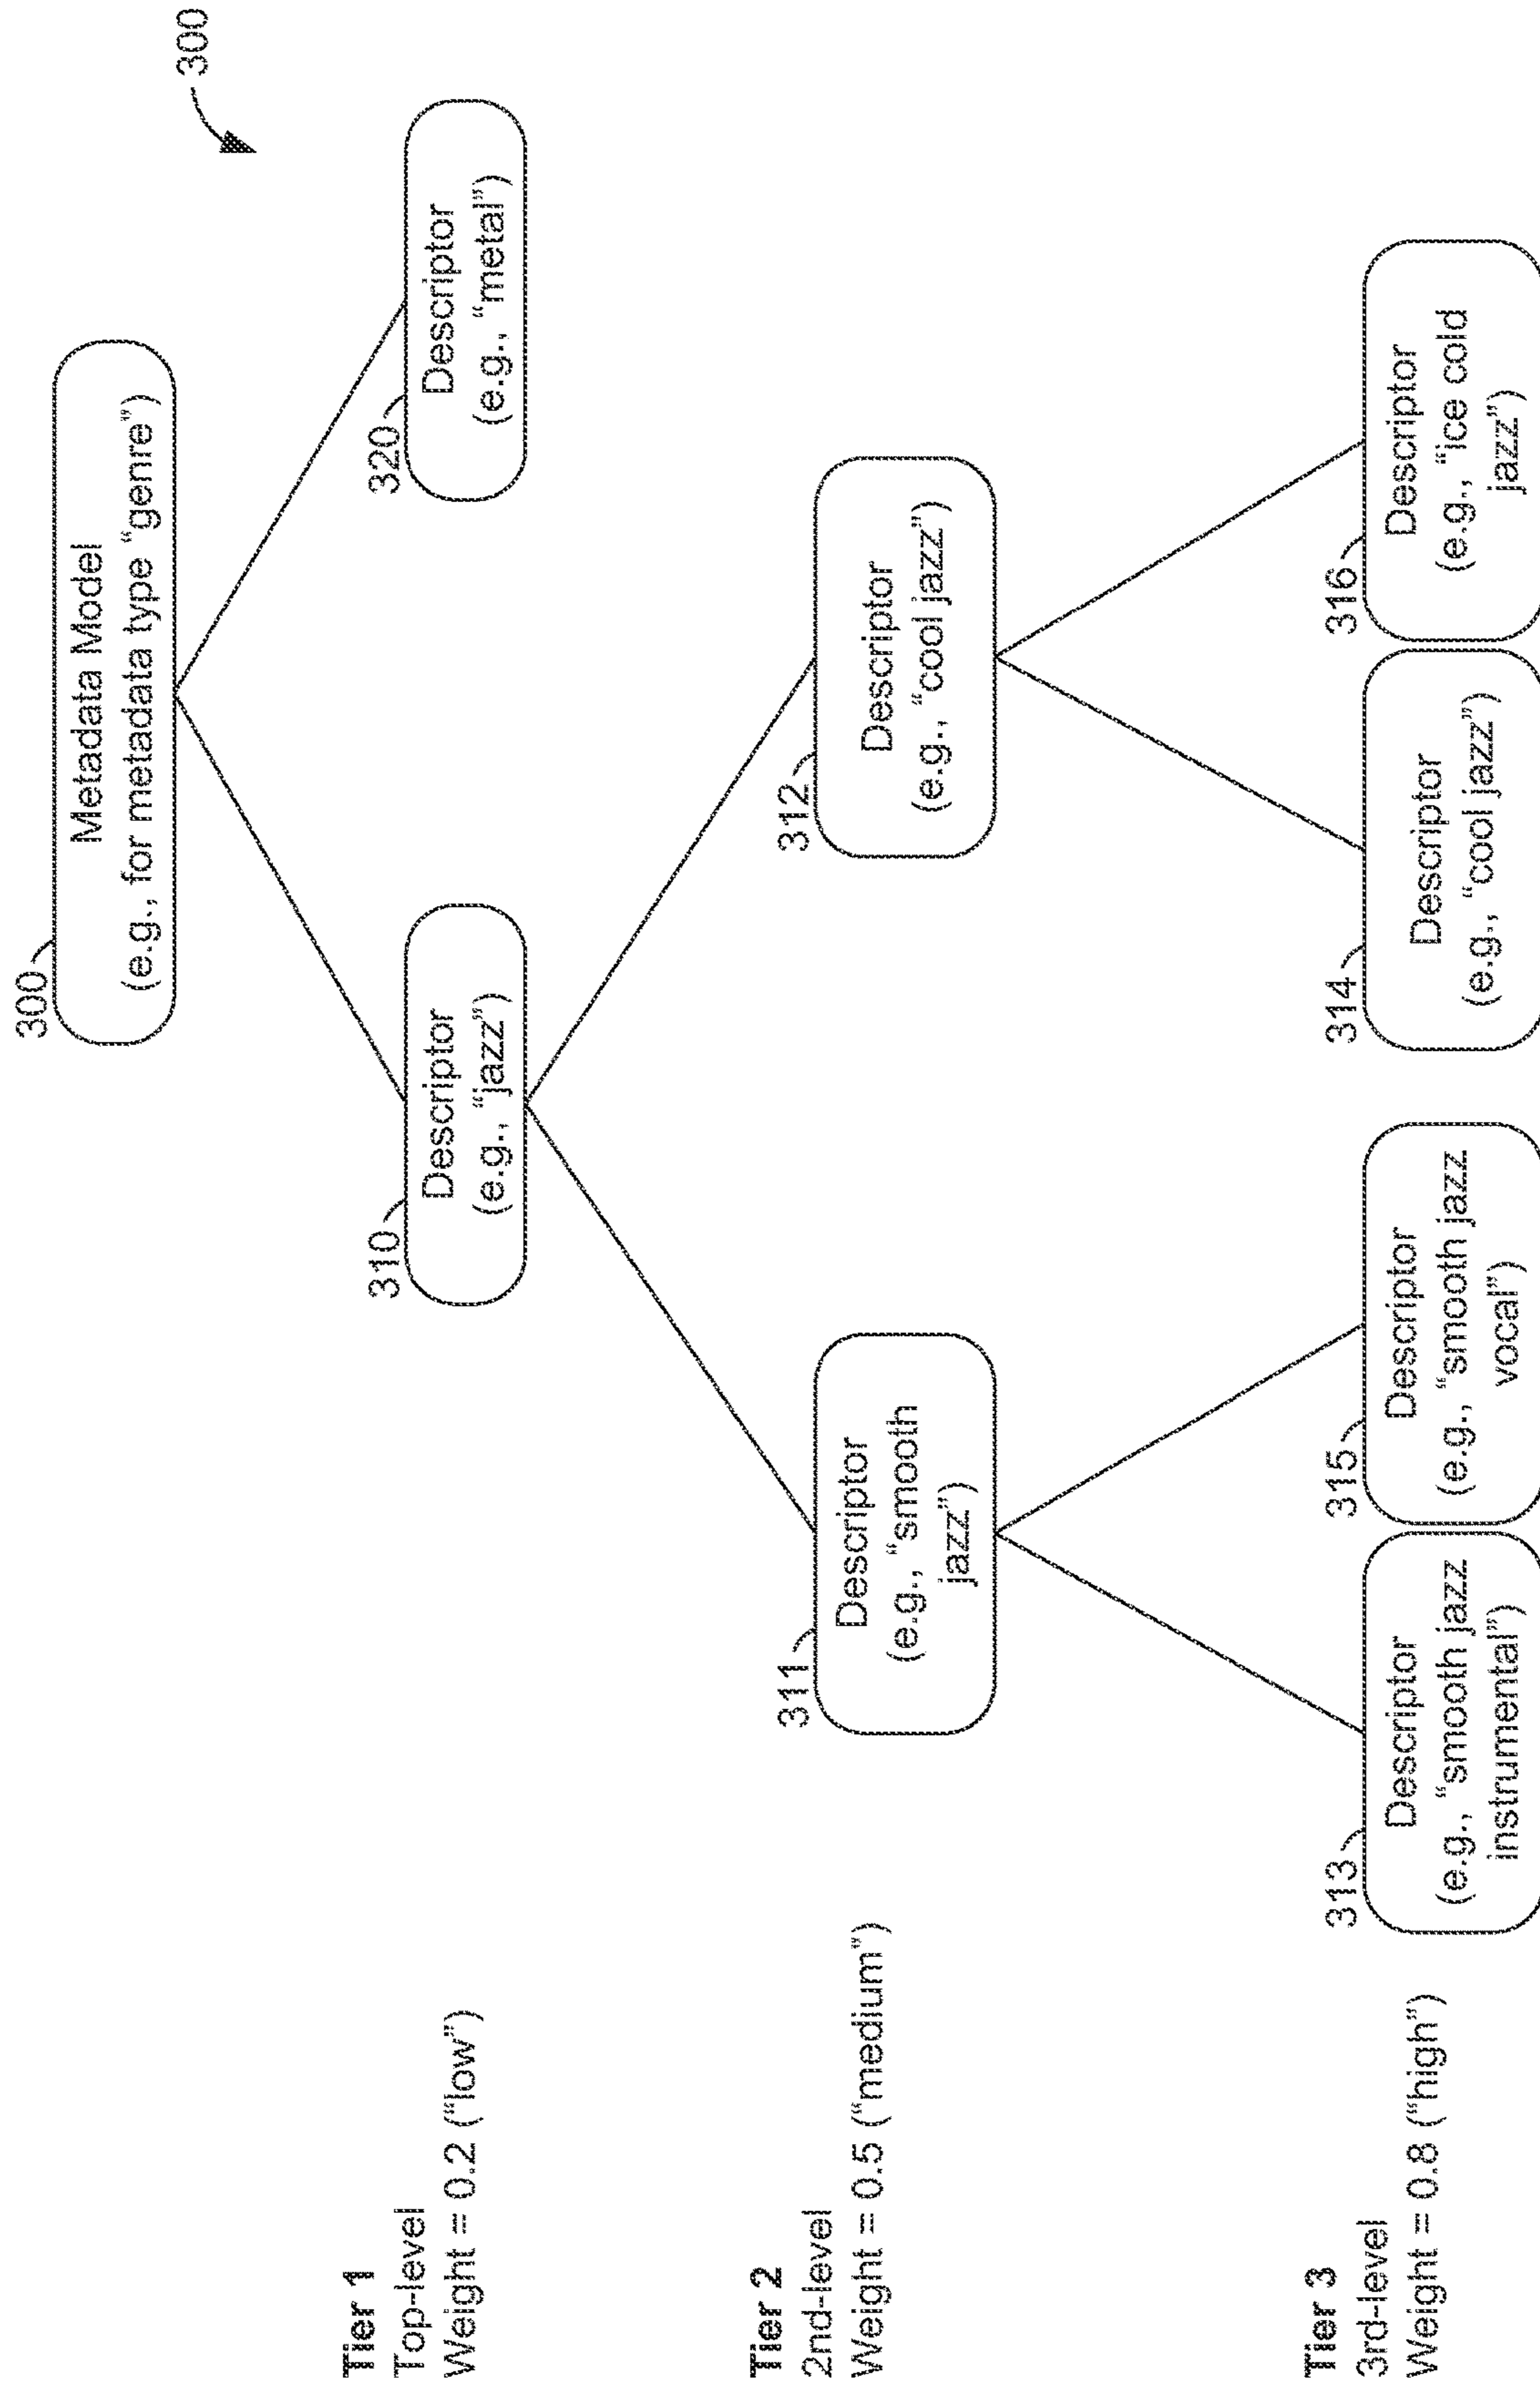 300
300
Metadata Model
(e.g., for metadata type “genre”)
Tier 1
Top-level
Weight = 0.2 (“low”)
310
Descriptor
(e.g., “jazz”)
320
Descriptor
(e.g., “metal”)
Tier 2
2nd-level
Weight = 0.5 (“medium”)
311
Descriptor
(e.g., “smooth
jazz”)
312
Descriptor
(e.g., “cool jazz”)
Tier 3
3rd-level
Weight = 0.8 (“high”)
313
Descriptor
(e.g., “smooth jazz
instrumental”)
315
Descriptor
(e.g., “smooth jazz
vocal”)
314
Descriptor
(e.g., “cool jazz”)
316
Descriptor
(e.g., “ice cold
jazz”)